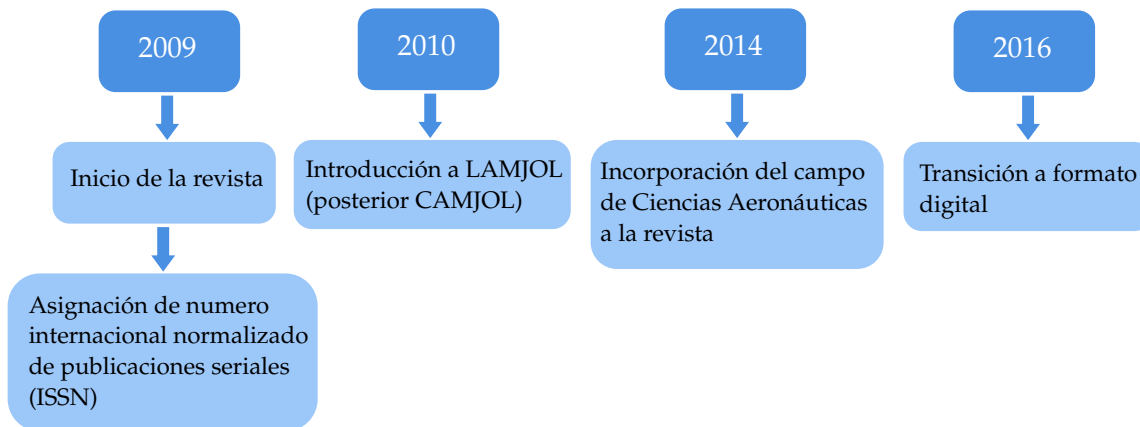 2009
Inicio de la revista
Asignación de numero
internacional normalizado
de publicaciones seriales
(ISSN)
2010
Introducción a LAMJOL
(posterior CAMJOL)
2014
Incorporación del campo
de Ciencias Aeronáuticas
a la revista
2016
Transición a formato
digital